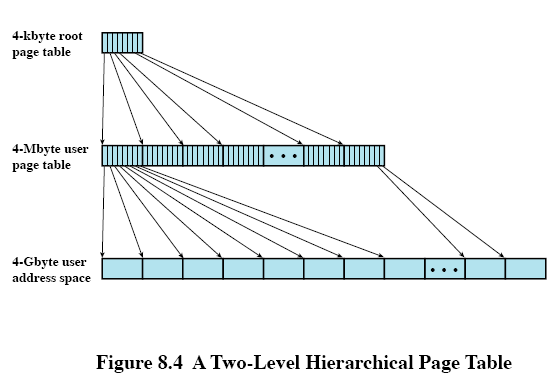 4-kbyte root
page table
4-Mbyte user
page table
• • •
4-Gbyte user
address space
• • •
Figure 8.4 A Two-Level Hierarchical Page Table